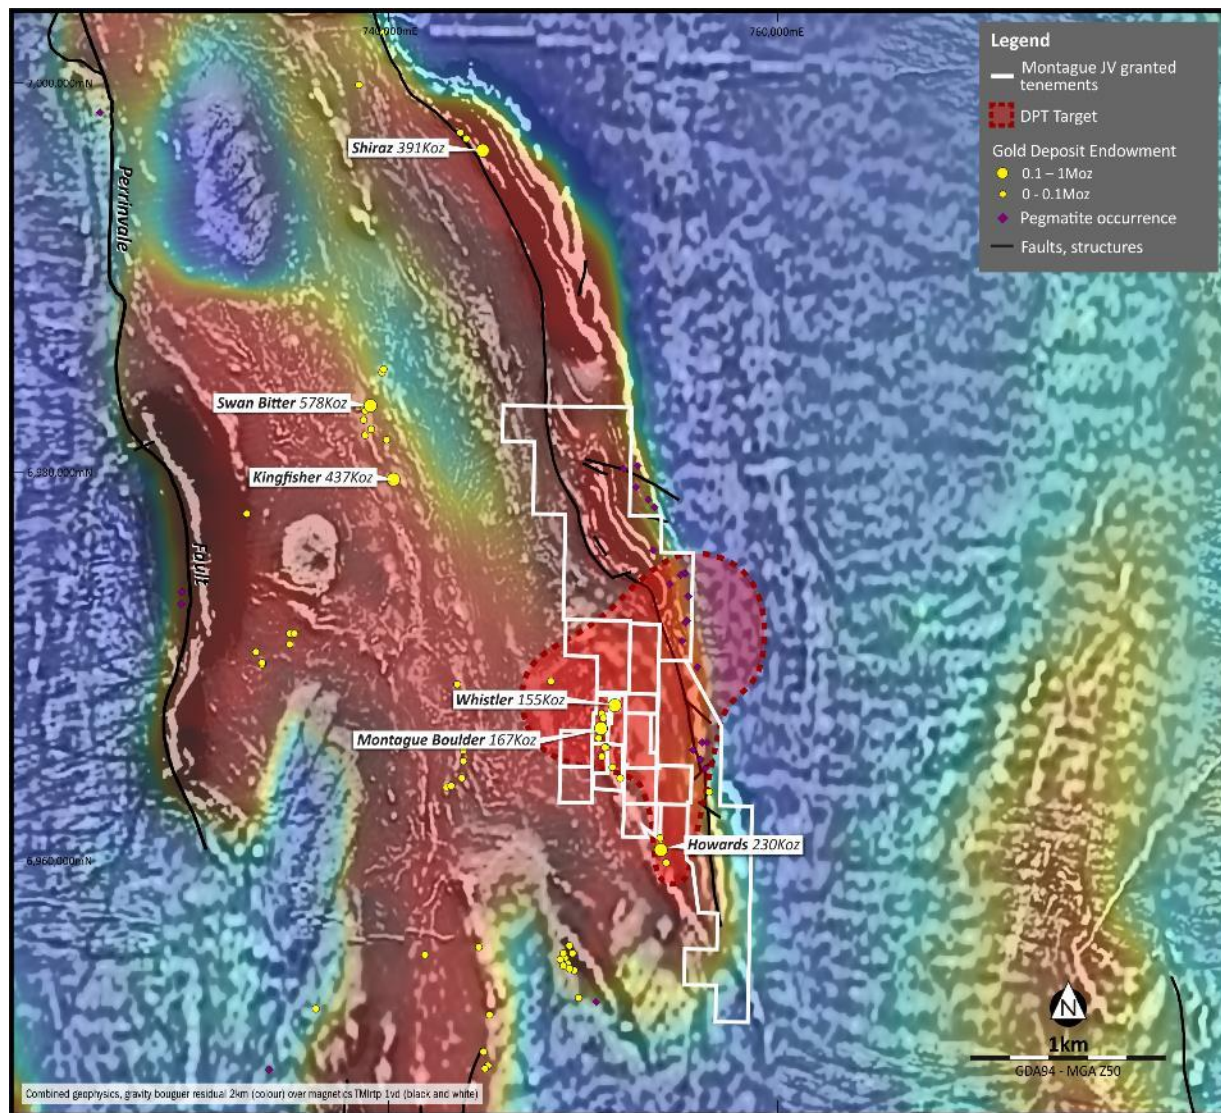 740,000mE
760,000mE
7,000,000mN
Legend
Montague JV granted
tenements
DPT Target
Gold Deposit Endowment
0.1 – 1Moz
0 - 0.1Moz
Pegmatite occurrence
Faults, structures
Shiraz 391Koz
Perrinvale
Swan Bitter 578Koz
6,980,000mN
Kingfisher 437Koz
Fault
Whistler 155Koz
Montague Boulder 167Koz
Howards 230Koz
6,960,000mN
N
1km
GDA94 - MGA Z50
Combined geophysics, gravity bouguer residual 2km (colour) over magnetics TMIrtp 1vd (black and white)